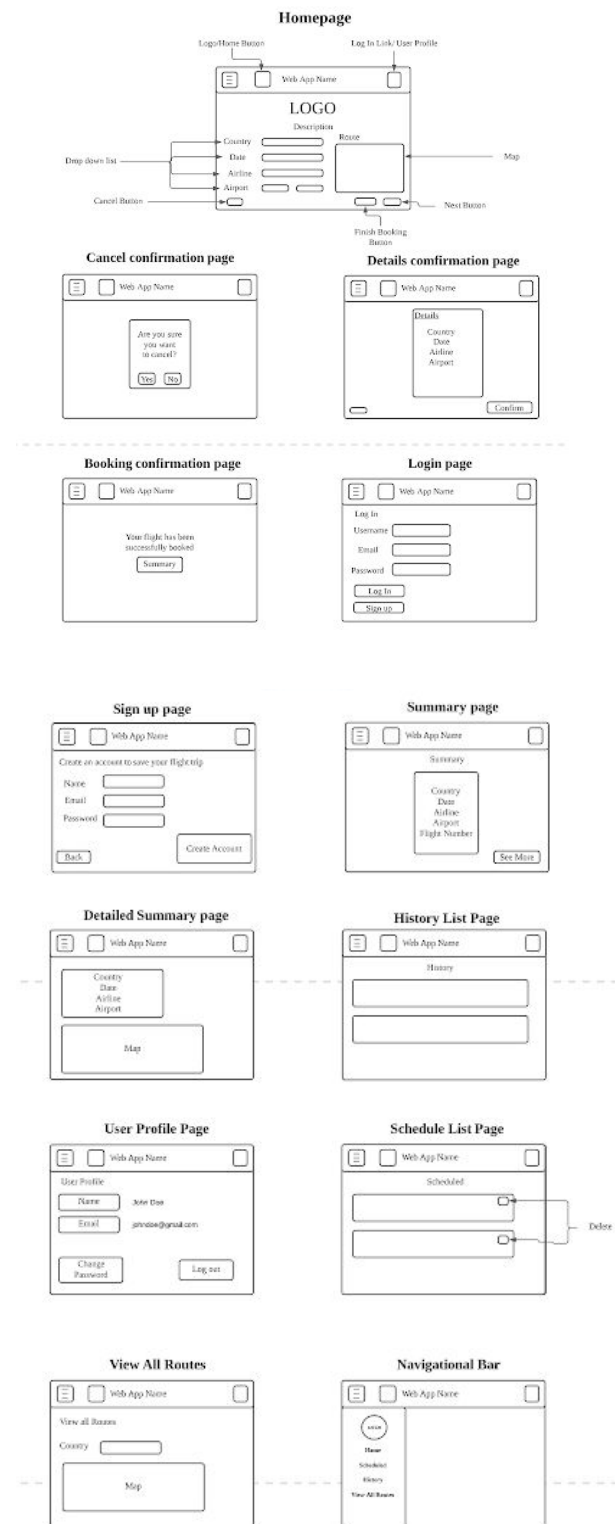 Homepage
Logo/Home Button
Log In Link/ User Profile
Web App Name
LOGO
Description
Country
Route
Date
Drop down list
Map
Airline
Airport
Cancel Button
Next Button
Finish Booking
Button
Cancel confirmation page
Web App Name
Are you sure
you want
to cancel?
Yes No
Details comfirmation page
Web App Name
Details
Country
Date
Airline
Airport
Confirm
Booking confirmation page
Web App Name
Your flight has been
successfully booked
Summary
Login page
Web App Name
Log In
Username
Email
Password
Log In
Sign up
Sign up page
Web App Name
Create an account to save your flight trip
Name
Email
Password
Create Account
Back
Summary page
Web App Name
Summary
Country
Date
Airline
Airport
Flight Number
See More
Detailed Summary page
Web App Name
Country
Date
Airline
Airport
Map
History List Page
Web App Name
History
User Profile Page
Web App Name
User Profile
Name John Doe
Email johndoe@gmail.com
Change
Password
Log out
Schedule List Page
Web App Name
Scheduled
Delete
View All Routes
Web App Name
View all Routes
Country
Map
Navigational Bar
Web App Name
Home
Scheduled
History
View All Routes